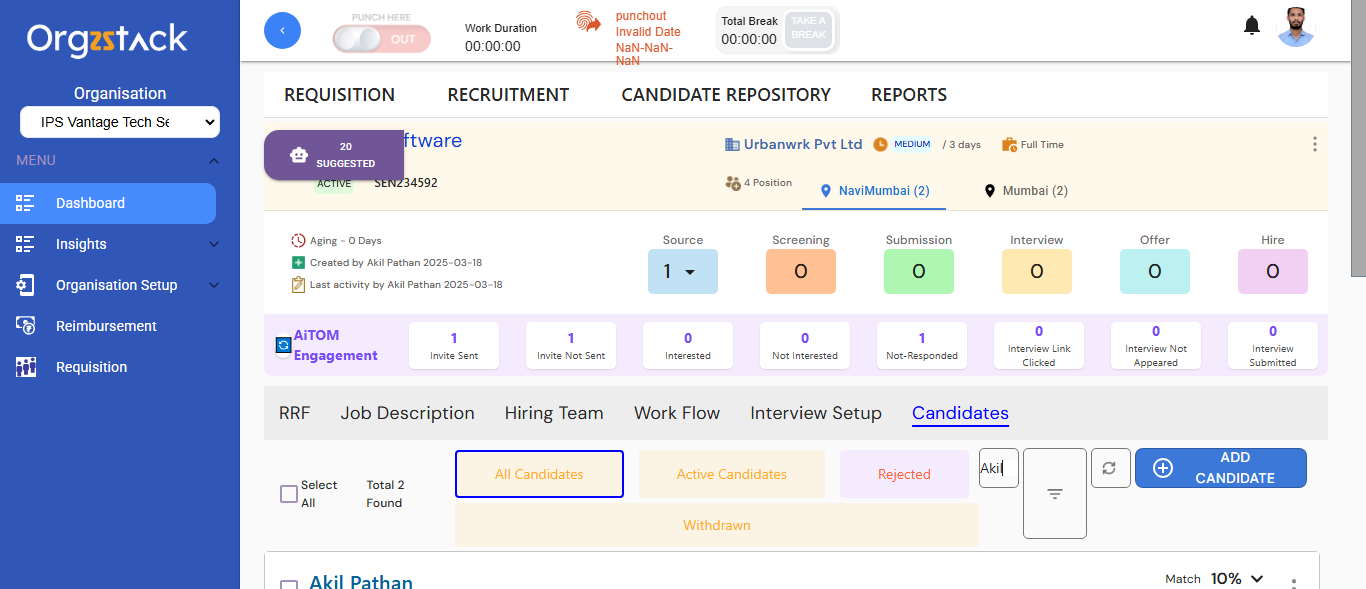 Orgzstack
Organisation
IPS Vantage Tech Se
MENU
Dashboard
Insights
Organisation Setup
Reimbursement
Requisition
PUNCH HERE
OUT
Work Duration
00:00:00
punchout
Invalid Date
NaN-NaN-
NaN
Total Break
00:00:00
TAKE A
BREAK
REQUISITION
RECRUITMENT
CANDIDATE REPOSITORY
REPORTS
20
SUGGESTED
ftware
ACTIVE
SEN234592
Urbanwrk Pvt Ltd
MEDIUM
/ 3 days
Full Time
4 Position
NaviMumbai (2)
Mumbai (2)
Aging - 0 Days
Created by Akil Pathan 2025-03-18
Last activity by Akil Pathan 2025-03-18
Source
1
Screening
0
Submission
0
Interview
0
Offer
0
Hire
0
AiTOM
Engagement
1
Invite Sent
1
Invite Not Sent
0
Interested
0
Not Interested
1
Not-Responded
0
Interview Link
Clicked
0
Interview Not
Appeared
0
Interview
Submitted
RRF
Job Description
Hiring Team
Work Flow
Interview Setup
Candidates
Select
All
Total 2
Found
All Candidates
Active Candidates
Rejected
Withdrawn
Akil
ADD
CANDIDATE
Akil Pathan
Match
10%